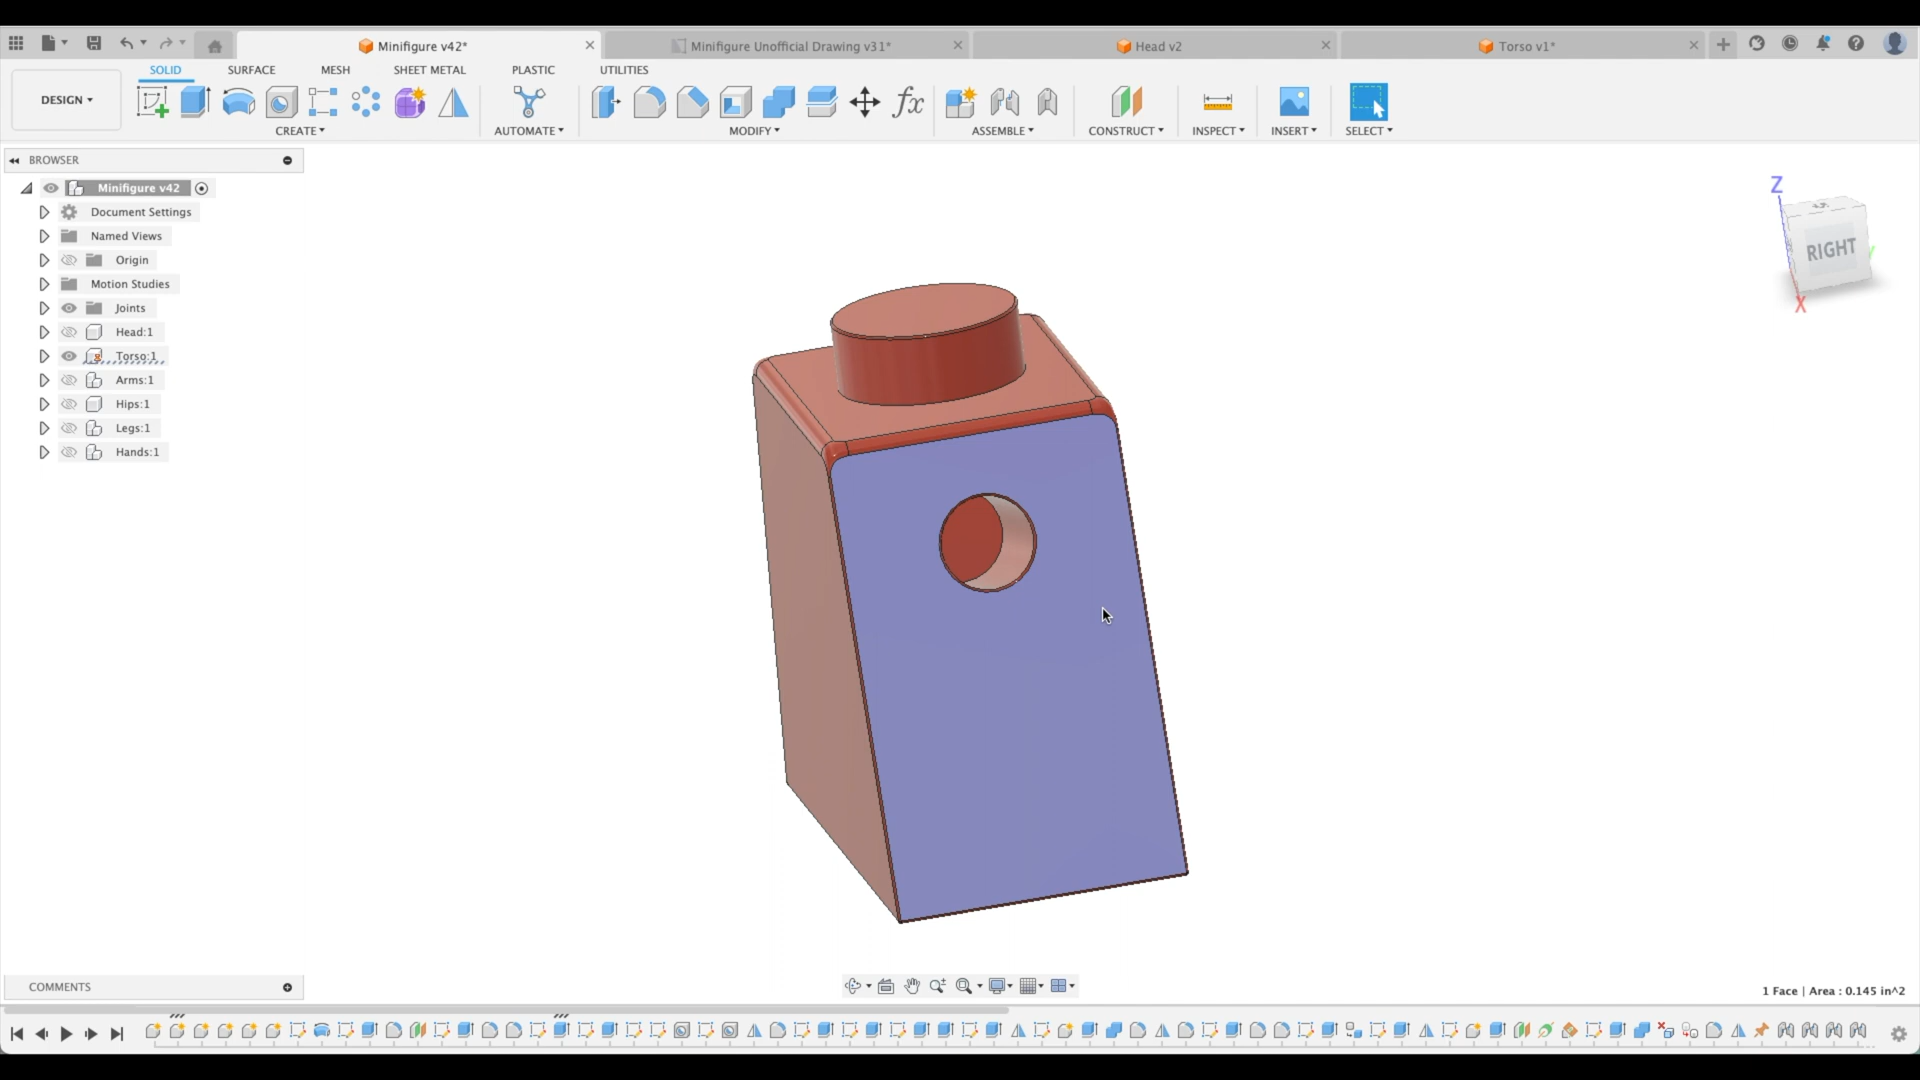 Minifigure v42*
Minifigure Unofficial Drawing v31*
Head v2
Torso v1*
SOLID
SURFACE
MESH
SHEET METAL
PLASTIC
UTILITIES
DESIGN
CREATE
AUTOMATE
MODIFY
ASSEMBLE
CONSTRUCT
INSPECT
INSERT
SELECT
fx
BROWSER
Minifigure v42
Document Settings
Named Views
Origin
Motion Studies
Joints
Head:1
Torso:1
Arms:1
Hips:1
Legs:1
Hands:1
Z
RIGHT
X
COMMENTS
1 Face | Area : 0.145 in^2